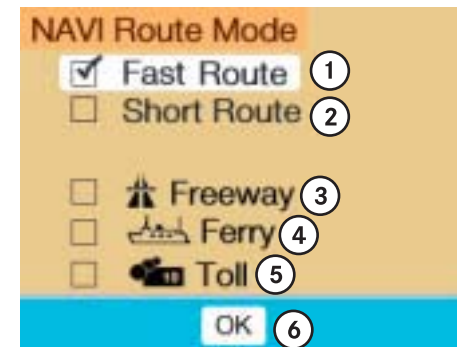 NAVI Route Mode
Fast Route 1
Short Route 2
Freeway 3
Ferry 4
Toll 5
OK 6